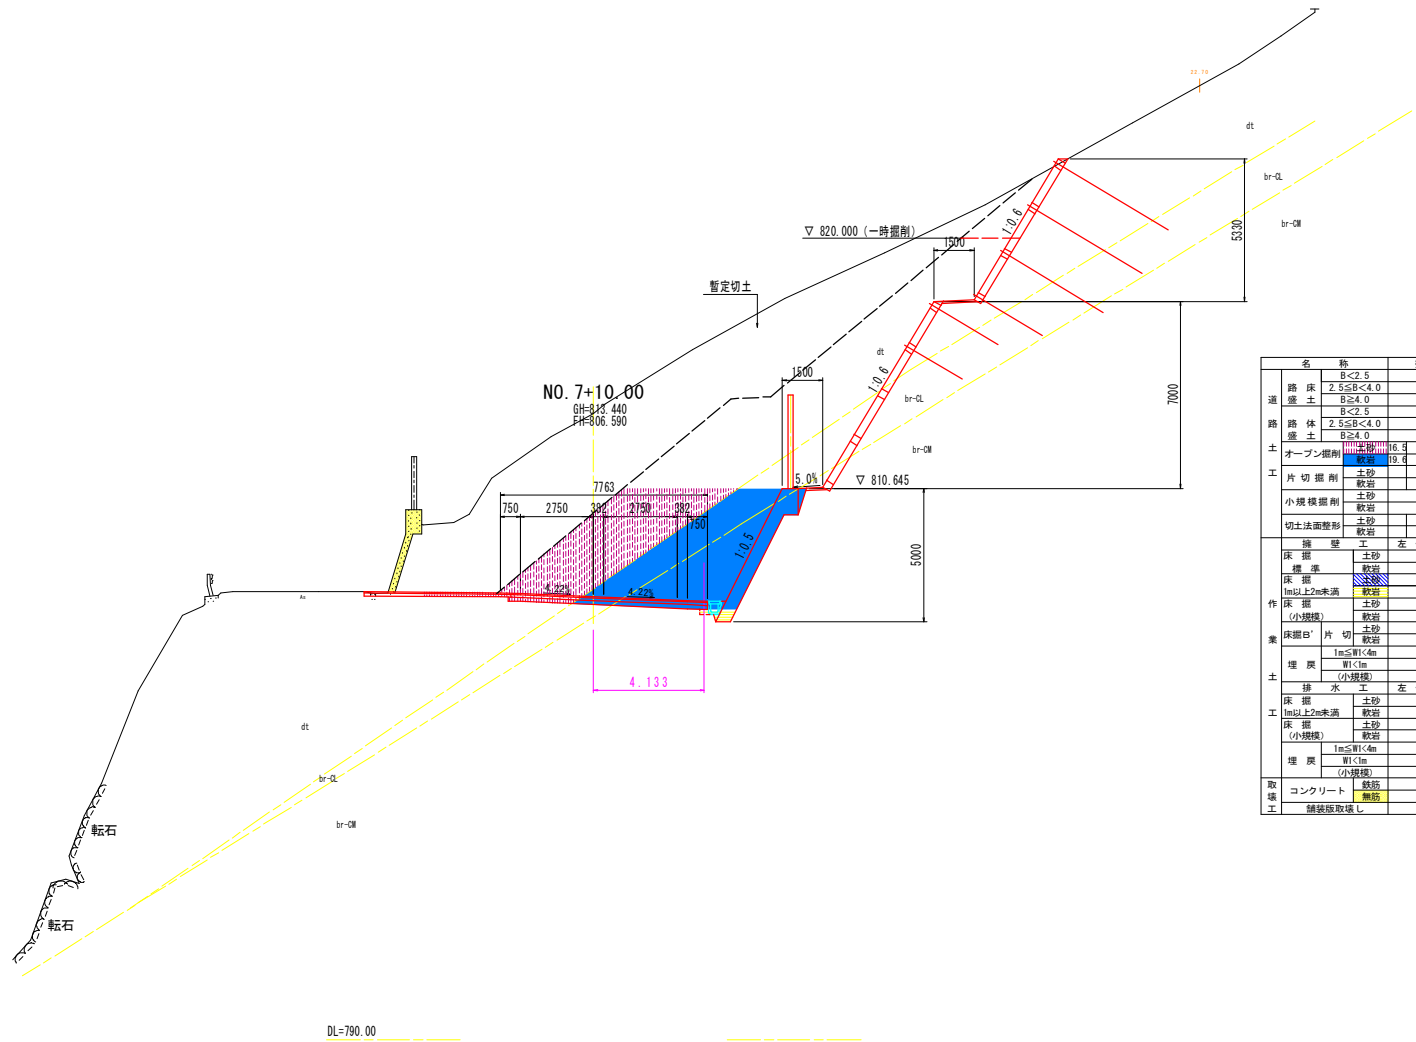 22.78
dt
br-CL
br-CM
5330
1:0.6
▽ 820.000 (一時掘削)
1500
暫定切土
7000
1:0.6
dt
br-CL
br-CM
1500
NO.7+10.00
GH=813.440
FH=806.590
5.0%
▽ 810.645
7763
750
2750
382
2750
382
750
1:0.5
5000
4.22%
4.22%
As
4.133
dt
br-CL
br-CM
転石
転石
DL=790.00
名 称
道路土工
路床盛土
B<2.5
2.5≦B<4.0
B≧4.0
路体盛土
B<2.5
2.5≦B<4.0
B≧4.0
オープン掘削
土砂 16.5
軟岩 19.6
片切掘削
土砂
軟岩
小規模掘削
土砂
軟岩
切土法面整形
土砂
軟岩
作業土工
擁壁工 左
床掘 標準
土砂
軟岩
床掘 1m以上2m未満
土砂
軟岩
床掘 (小規模)
土砂
軟岩
床掘B' 片切
土砂
軟岩
埋戻
1m≦W1<4m
W1<1m
(小規模)
排水工 左
床掘 1m以上2m未満
土砂
軟岩
床掘 (小規模)
土砂
軟岩
埋戻
1m≦W1<4m
W1<1m
(小規模)
取壊工
コンクリート
鉄筋
無筋
舗装版取壊し